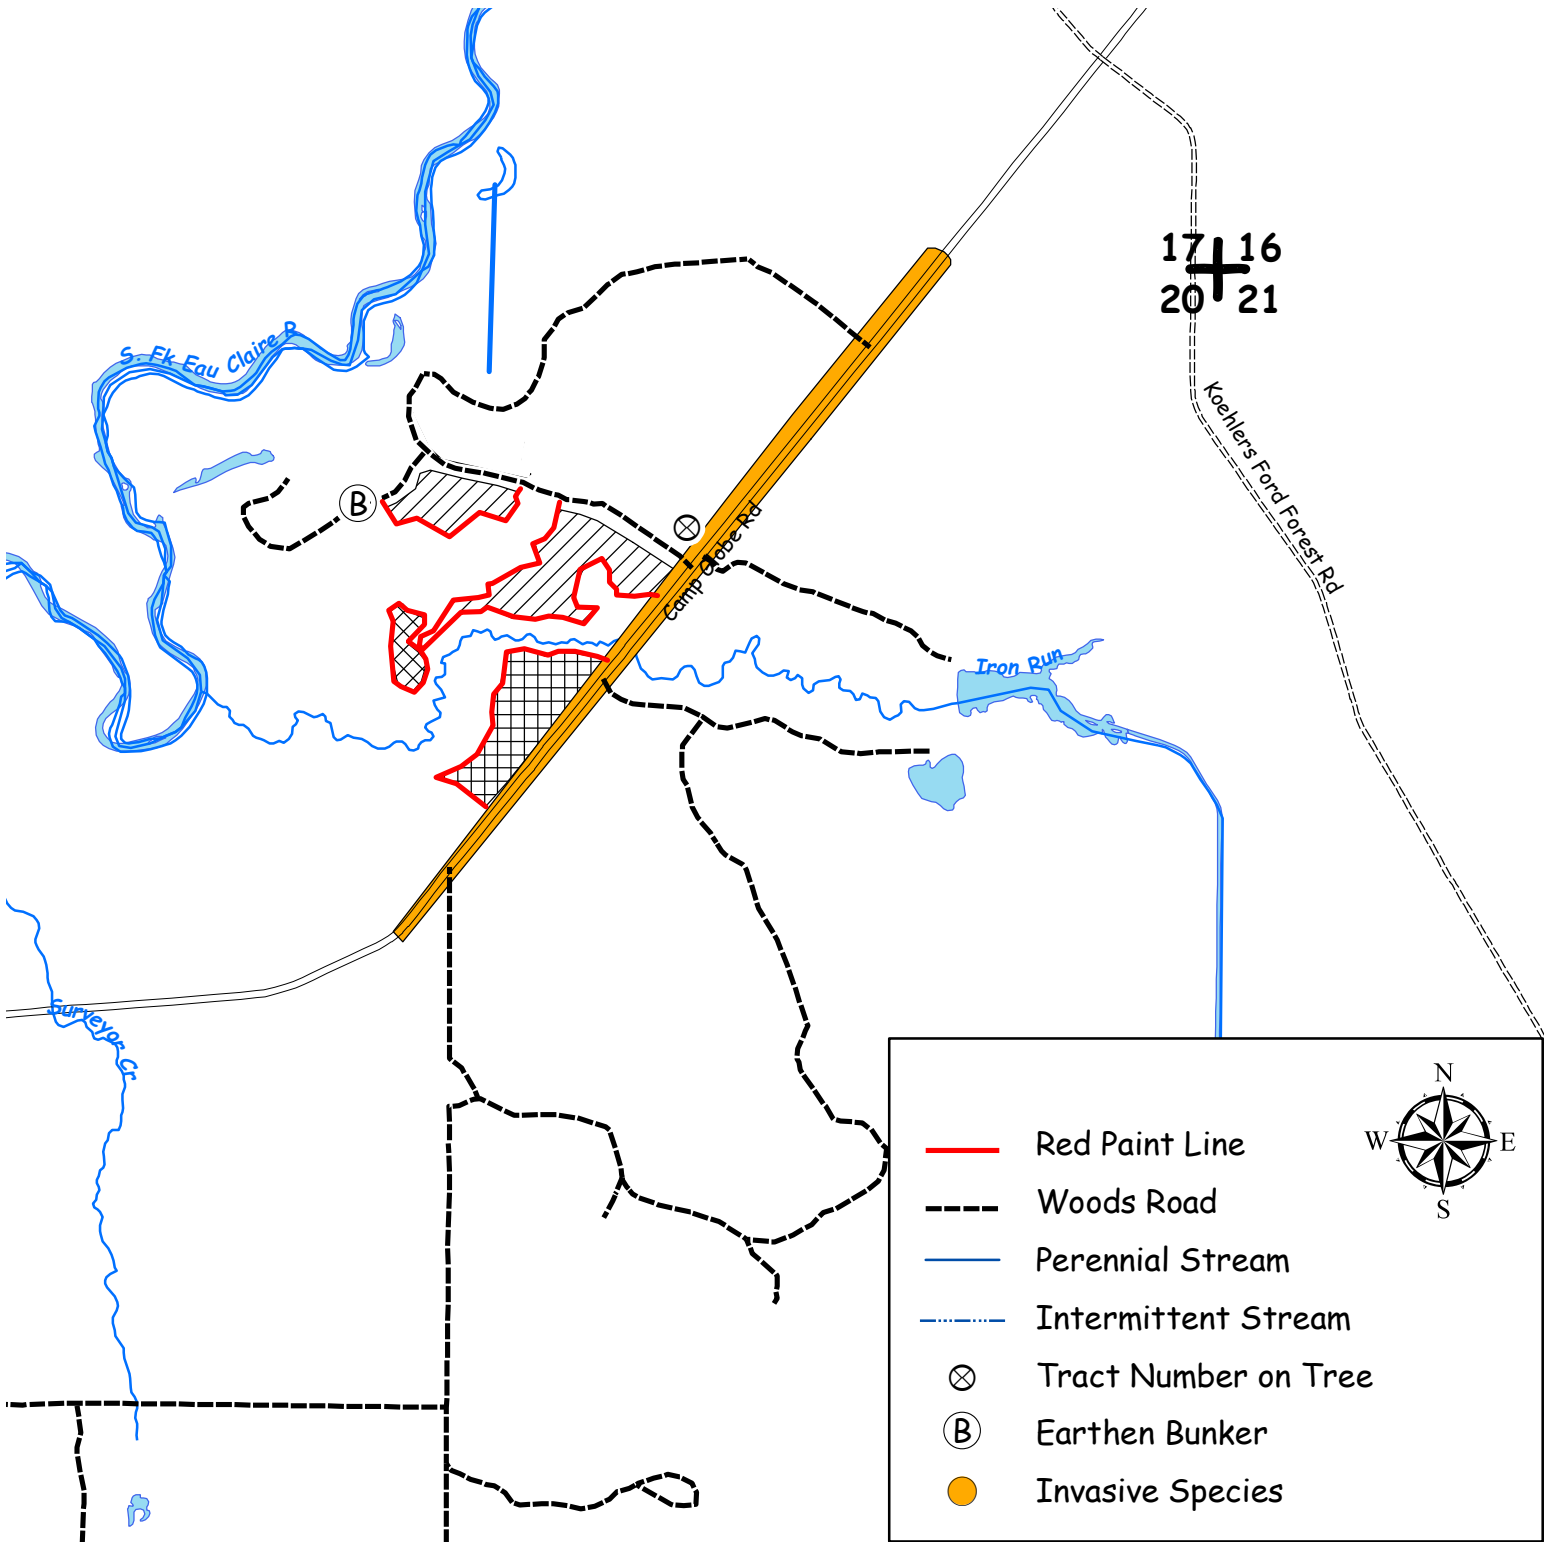 17 16
20 21
S. Fk Eau Claire R
Koehlers Ford Forest Rd
B
Camp Globe Rd
Iron Run
Surveyor Cr
N
W E
S
Red Paint Line
Woods Road
Perennial Stream
Intermittent Stream
Tract Number on Tree
B Earthen Bunker
Invasive Species